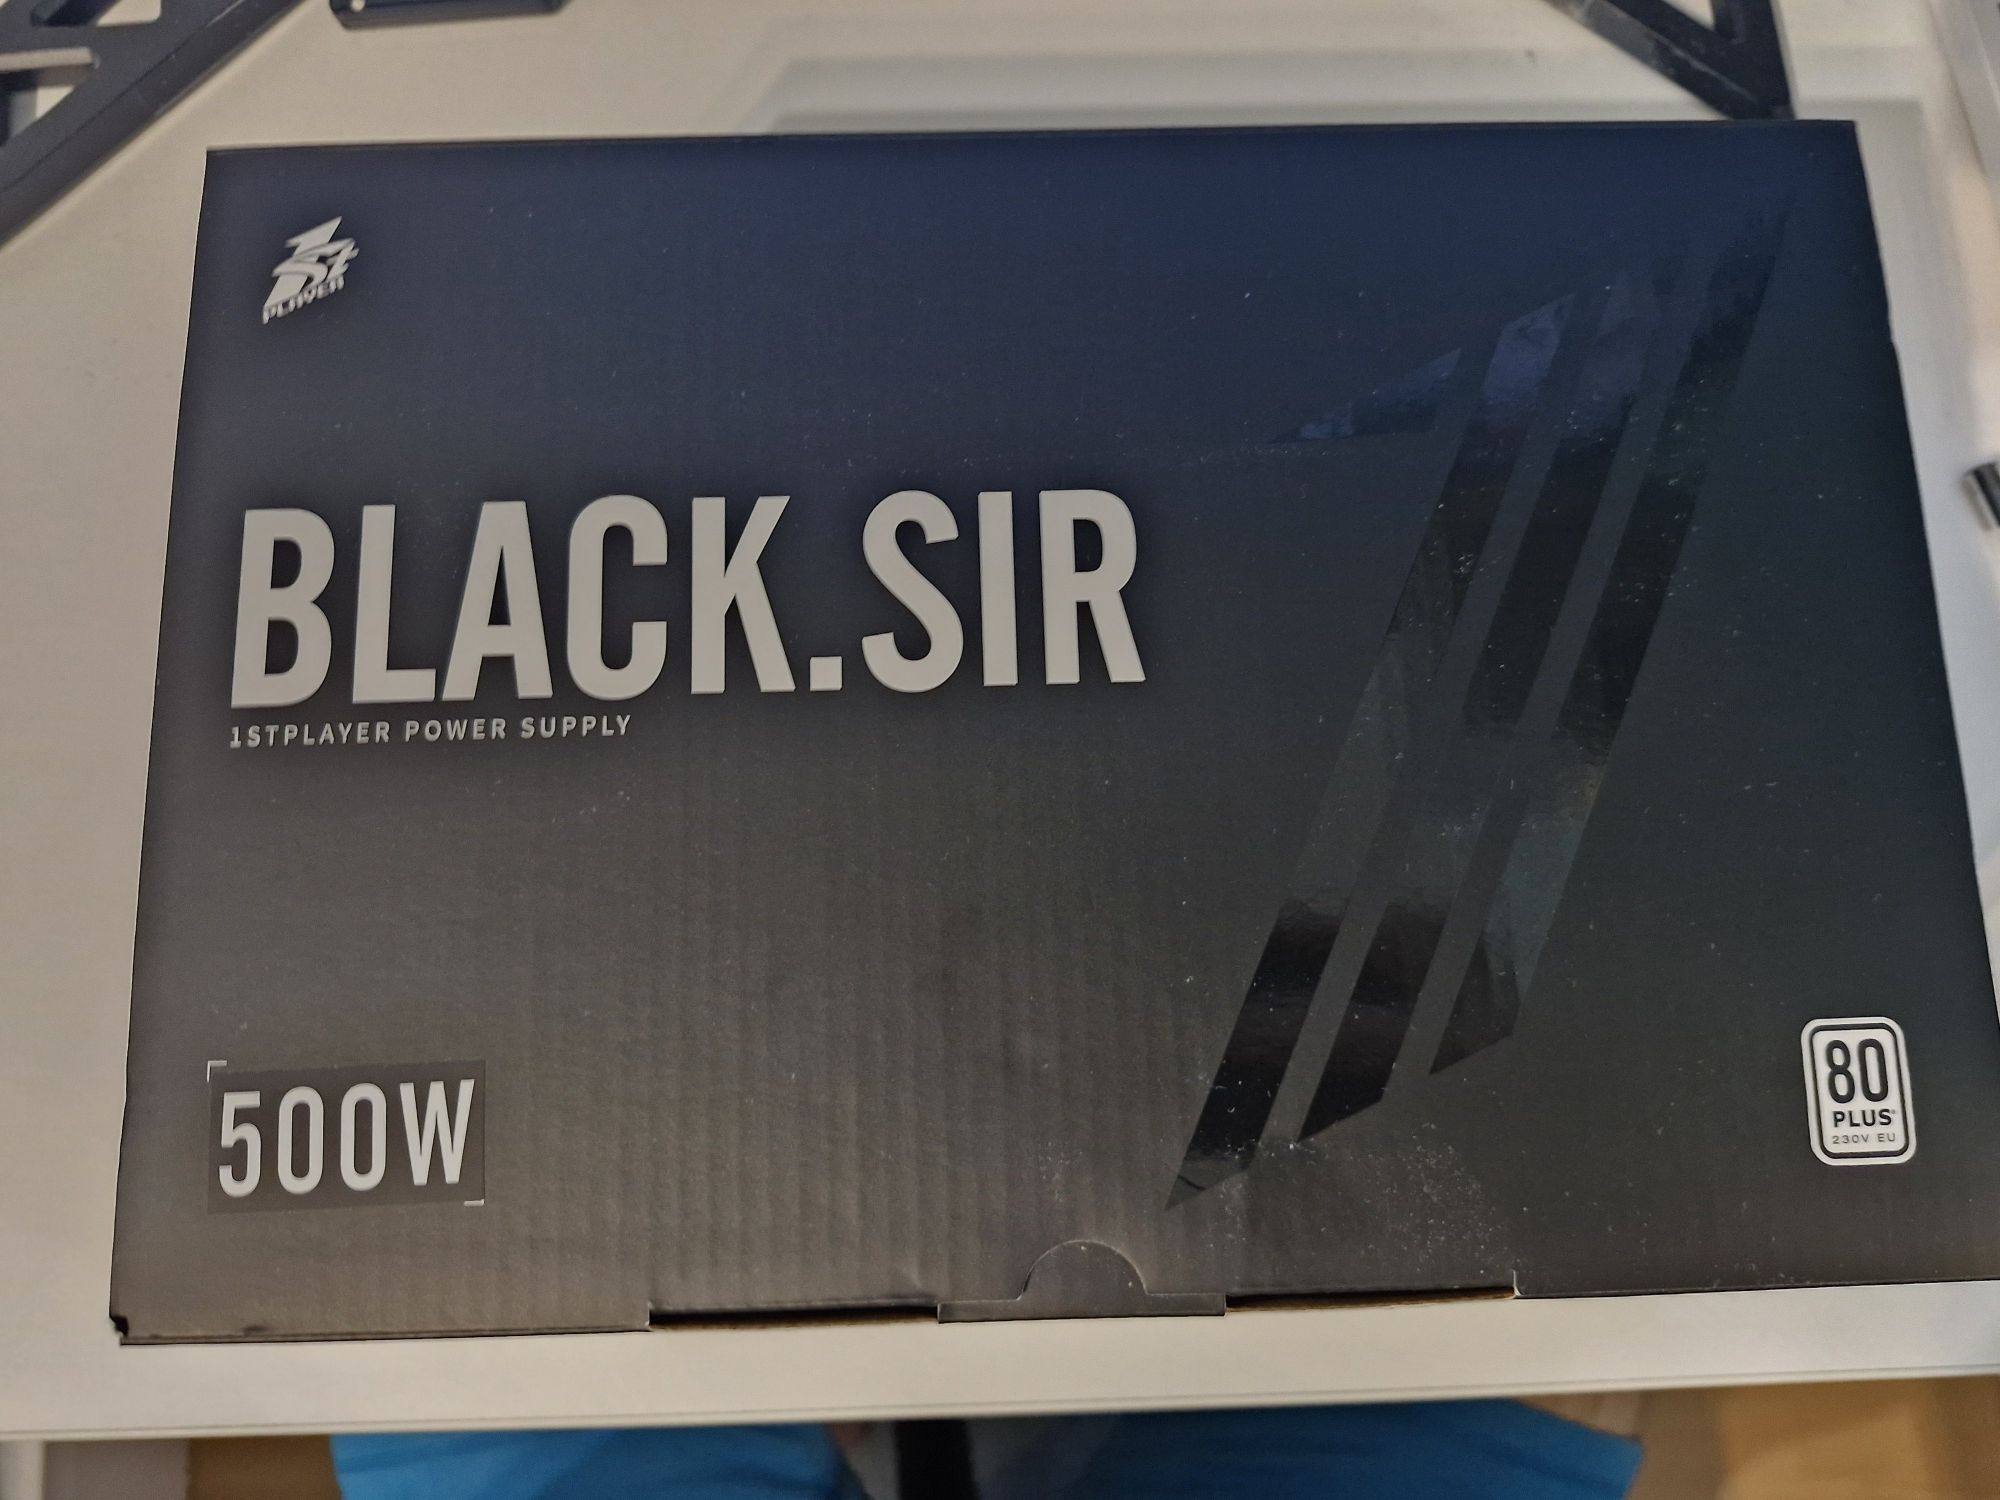 1ST
PLAYER
BLACK.SIR
1STPLAYER POWER SUPPLY
500W
80
PLUS®
230V EU